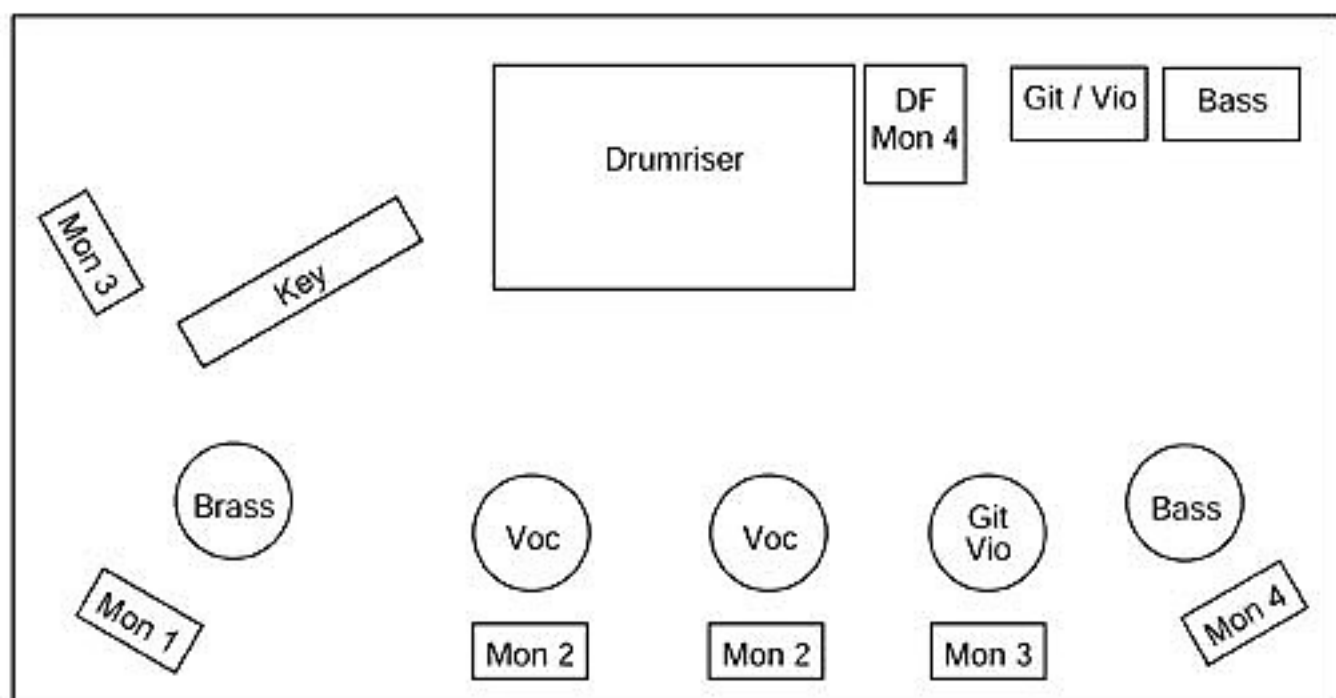 DF
Mon 4
Git / Vio
Bass
Drumriser
Mon 3
Key
Brass
Voc
Voc
Git
Vio
Bass
Mon 1
Mon 2
Mon 2
Mon 3
Mon 4